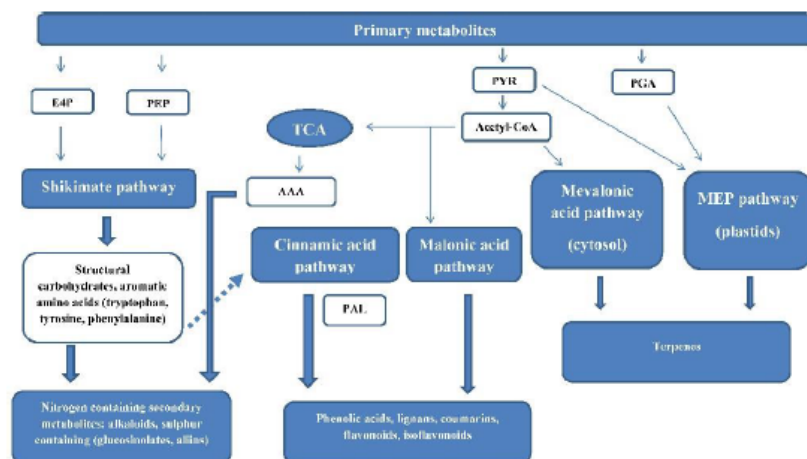 Primary metabolites
PYR
PGA
E4P
PEP
TCA
Acetyl-CoA
Shikimate pathway
AAA
Mevalonic
acid pathway
(cytosol)
MEP pathway
(plastids)
Cinnamic acid
pathway
Malonic acid
pathway
Structural
carbohydrates, aromatic
amino acids (tryptophan,
tyrosine, phenylalanine)
PAL
Terpenes
Nitrogen containing secondary
metabolites: alkaloids, sulphur
containing (glucosinolates, aliins)
Phenolic acids, lignans, coumarins,
flavonoids, isoflavonoids